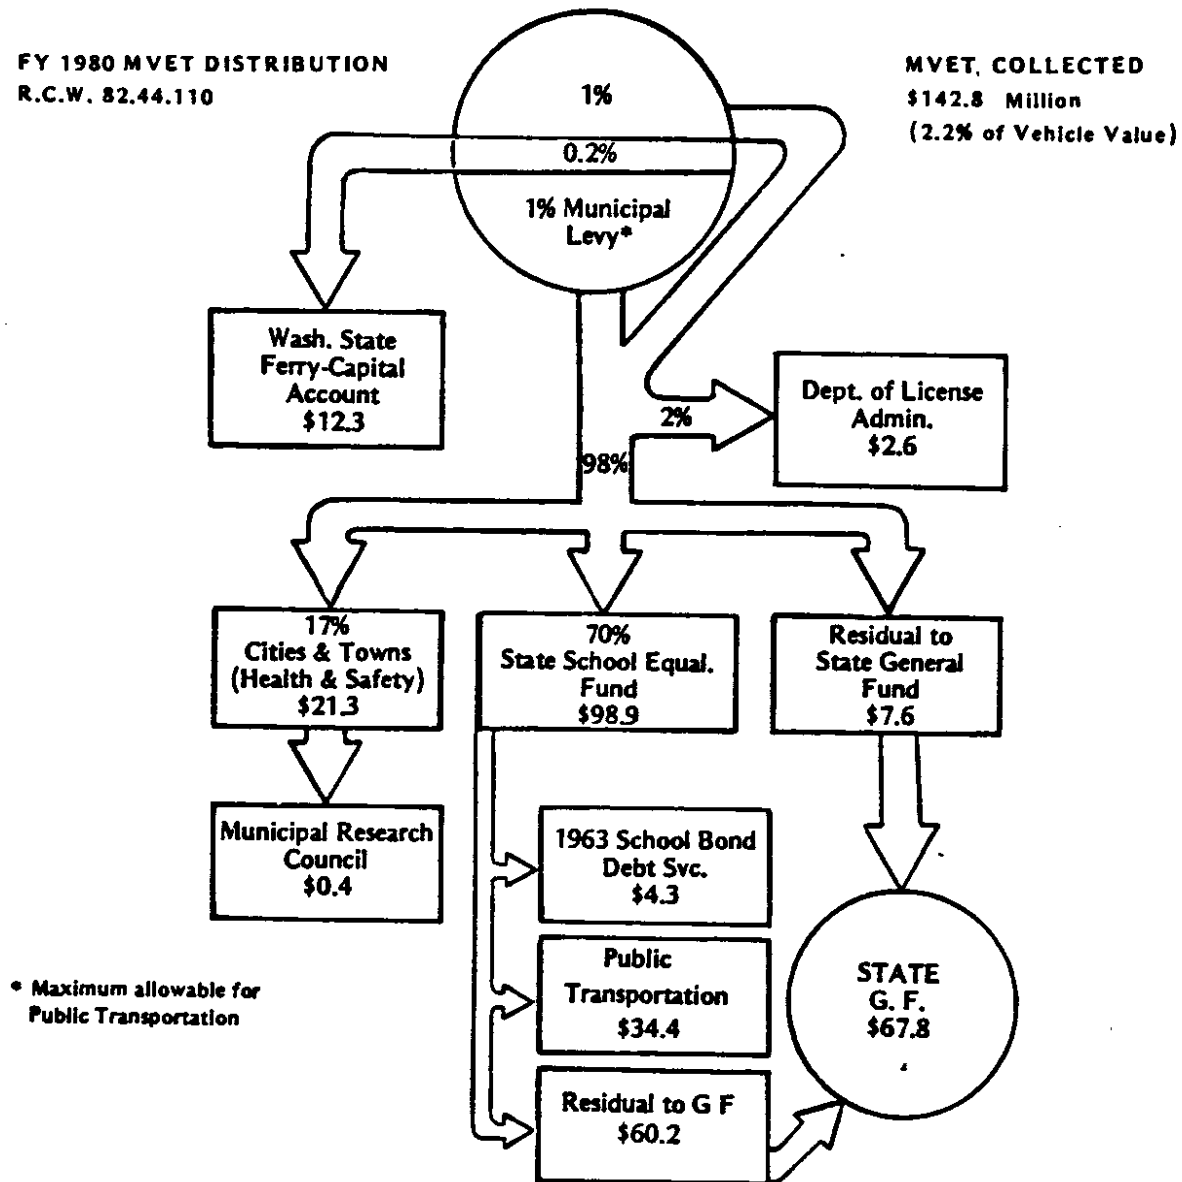 FY 1980 MVET DISTRIBUTION
R.C.W. 82.44.110
MVET, COLLECTED
$142.8 Million
(2.2% of Vehicle Value)
1%
0.2%
1% Municipal
Levy*
Wash. State
Ferry-Capital
Account
$12.3
Dept. of License
Admin.
$2.6
2%
98%
17%
Cities & Towns
(Health & Safety)
$21.3
70%
State School Equal.
Fund
$98.9
Residual to
State General
Fund
$7.6
Municipal Research
Council
$0.4
1963 School Bond
Debt Svc.
$4.3
Public
Transportation
$34.4
Residual to G F
$60.2
STATE
G. F.
$67.8
* Maximum allowable for
Public Transportation